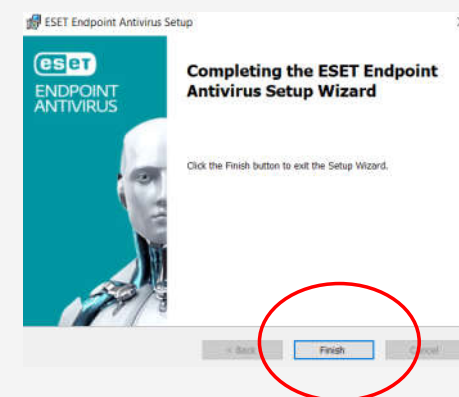 ESET Endpoint Antivirus Setup
eset
ENDPOINT
ANTIVIRUS
Completing the ESET Endpoint
Antivirus Setup Wizard
Click the Finish button to exit the Setup Wizard.
< Back Finish Cancel